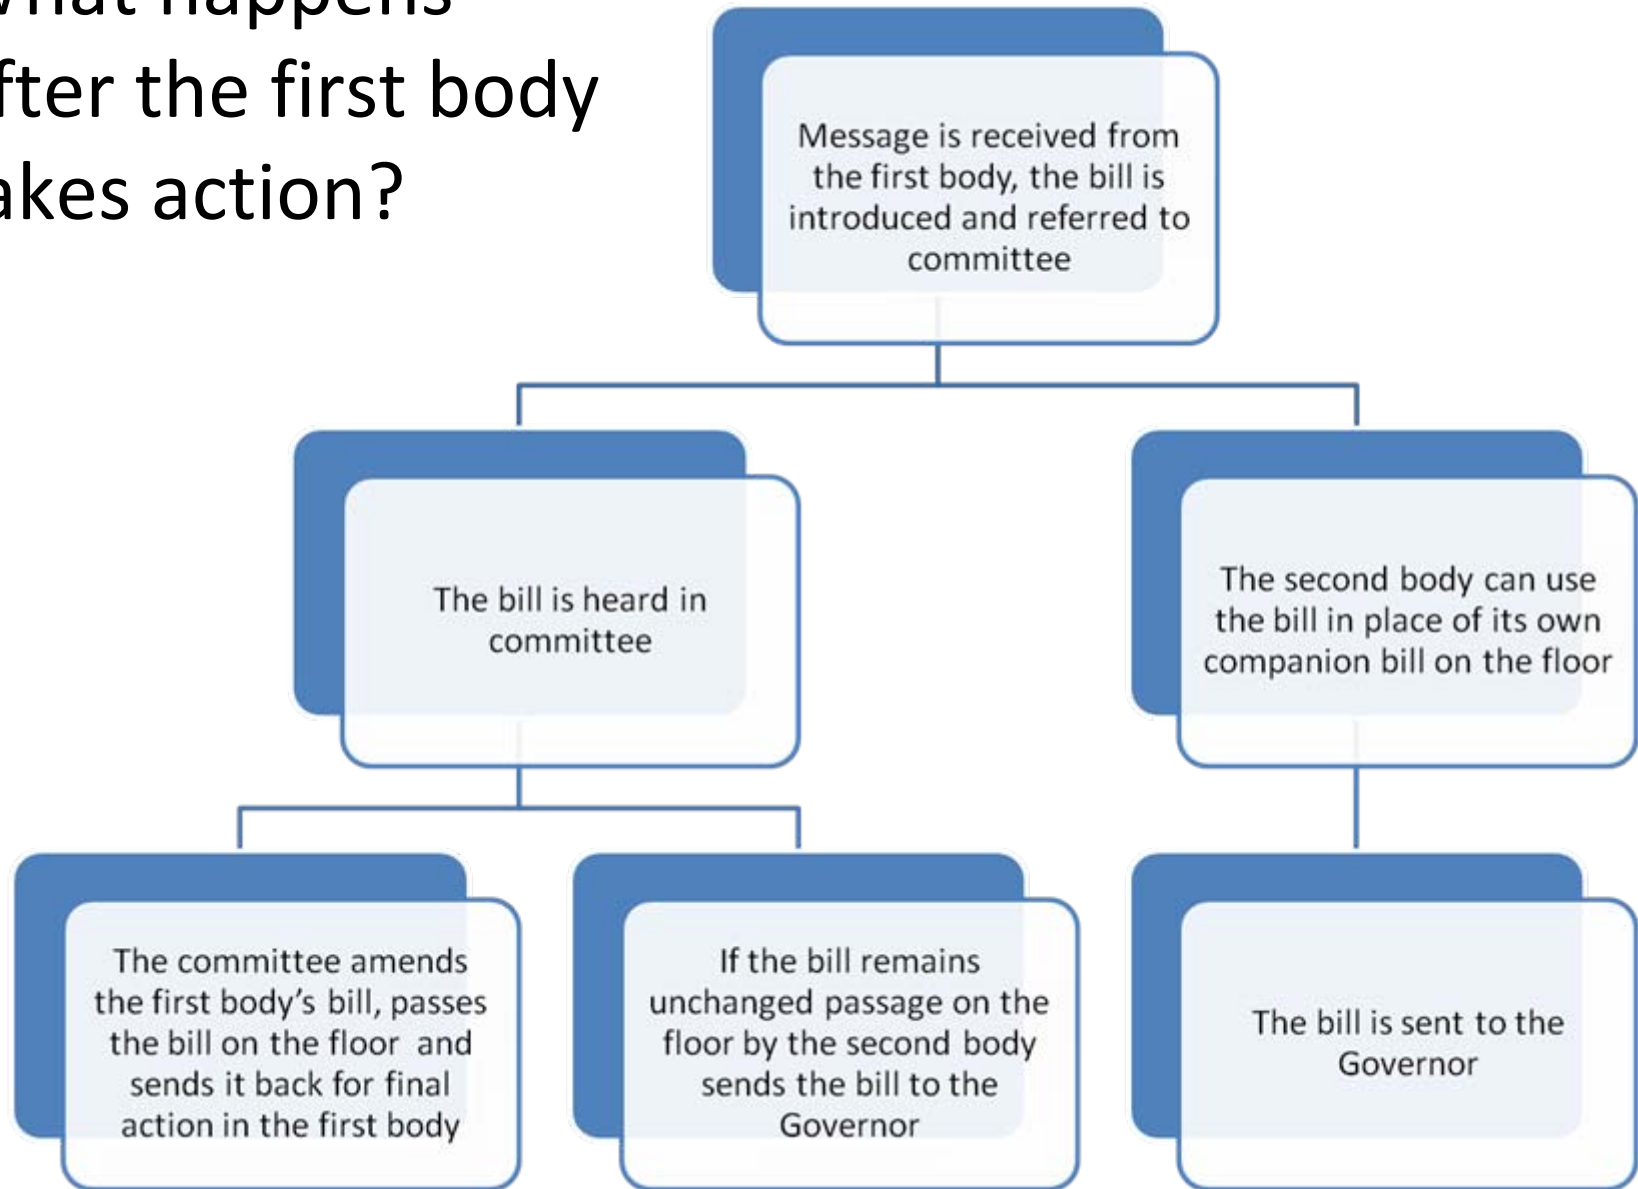 what happens
fter the first body
akes action?
Message is received from
the first body, the bill is
introduced and referred to
committee
The bill is heard in
committee
The second body can use
the bill in place of its own
companion bill on the floor
The committee amends
the first body’s bill, passes
the bill on the floor and
sends it back for final
action in the first body
If the bill remains
unchanged passage on the
floor by the second body
sends the bill to the
Governor
The bill is sent to the
Governor